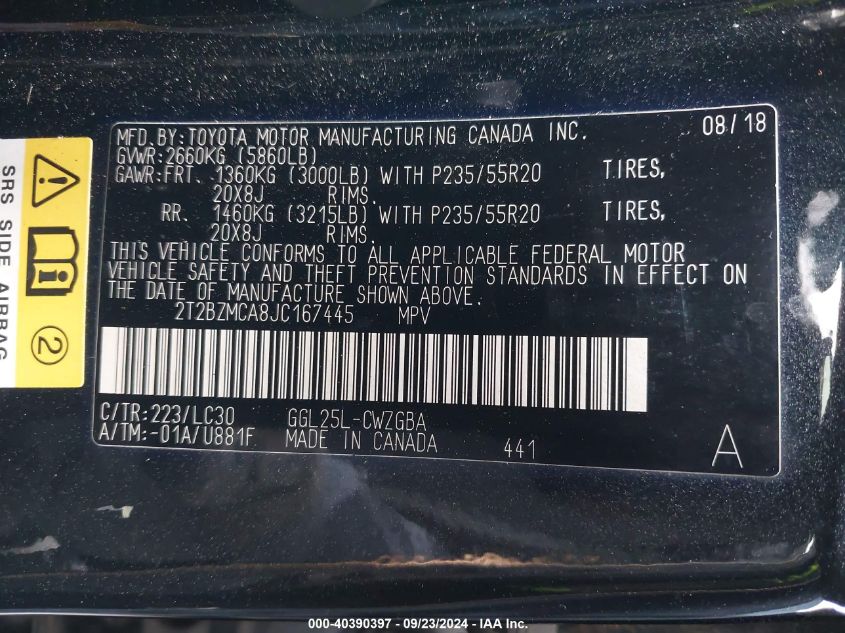 MFD.BY:TOYOTA MOTOR MANUFACTURING CANADA INC. 08/18
GVWR:2660KG (5860LB)
GAWR:FRT. 1360KG (3000LB) WITH P235/55R20 TIRES,
20X8J RIMS.
RR. 1460KG (3215LB) WITH P235/55R20 TIRES,
20X8J RIMS.
THIS VEHICLE CONFORMS TO ALL APPLICABLE FEDERAL MOTOR
VEHICLE SAFETY AND THEFT PREVENTION STANDARDS IN EFFECT ON
THE DATE OF MANUFACTURE SHOWN ABOVE.
2T2BZMCA8JC167445 MPV
C/TR:223/LC30 GGL25L-CWZGBA
A/TM:-01A/U881F MADE IN CANADA 441 A
SRS SIDE AIRBAG
2
000-40390397 - 09/23/2024 - IAA Inc.